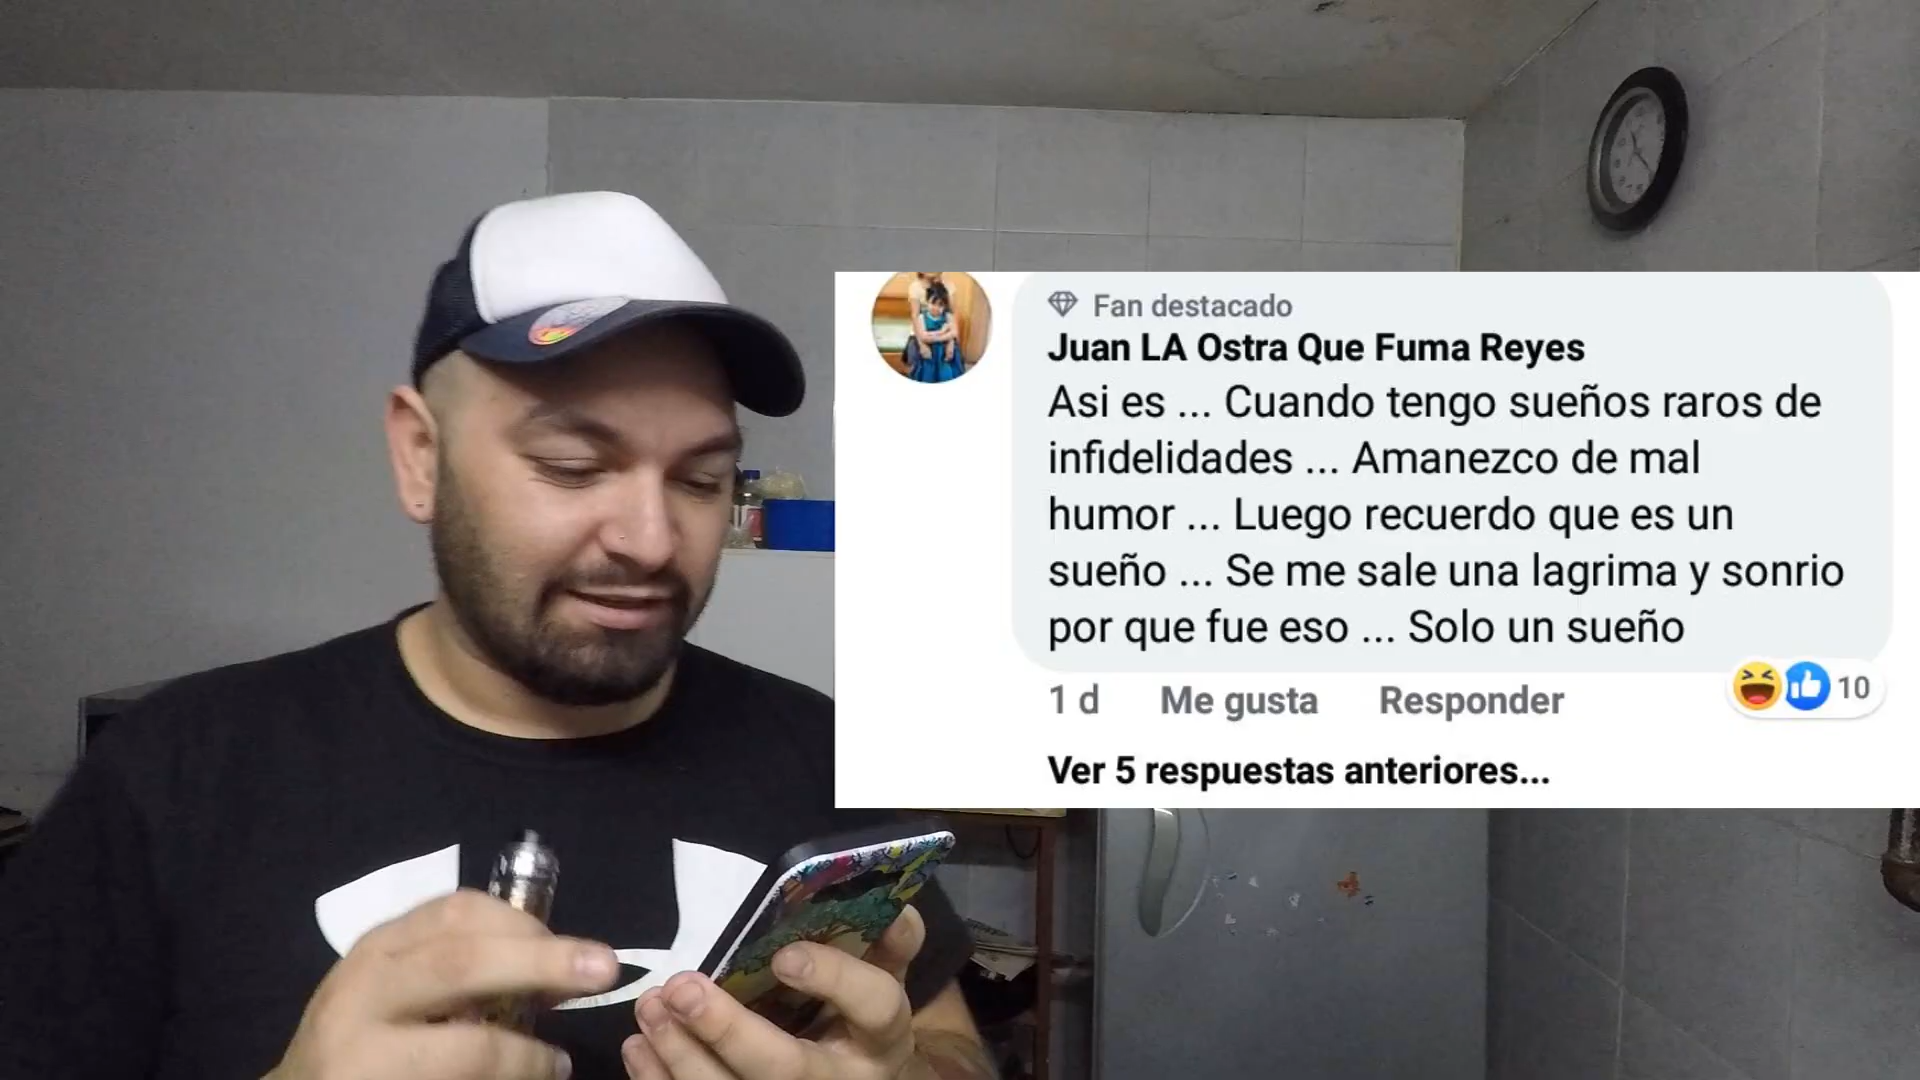 Fan destacado
Juan LA Ostra Que Fuma Reyes
Asi es ... Cuando tengo sueños raros de
infidelidades ... Amanezco de mal
humor ... Luego recuerdo que es un
sueño ... Se me sale una lagrima y sonrio
por que fue eso ... Solo un sueño
10
1 d Me gusta Responder
Ver 5 respuestas anteriores...